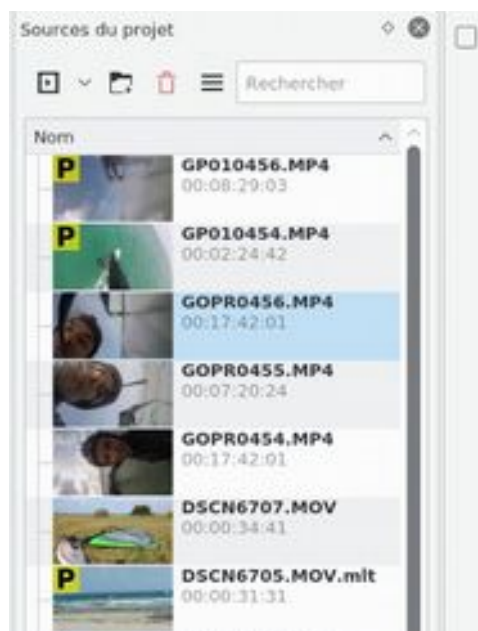 Sources du projet
Rechercher
Nom
P
GP010456.MP4
00:08:29:03
P
GP010454.MP4
00:02:24:42
GOPR0456.MP4
00:17:42:01
GOPR0455.MP4
00:07:20:24
GOPR0454.MP4
00:17:42:01
DSCN6707.MOV
00:00:34:41
P
DSCN6705.MOV.mlt
00:00:31:31